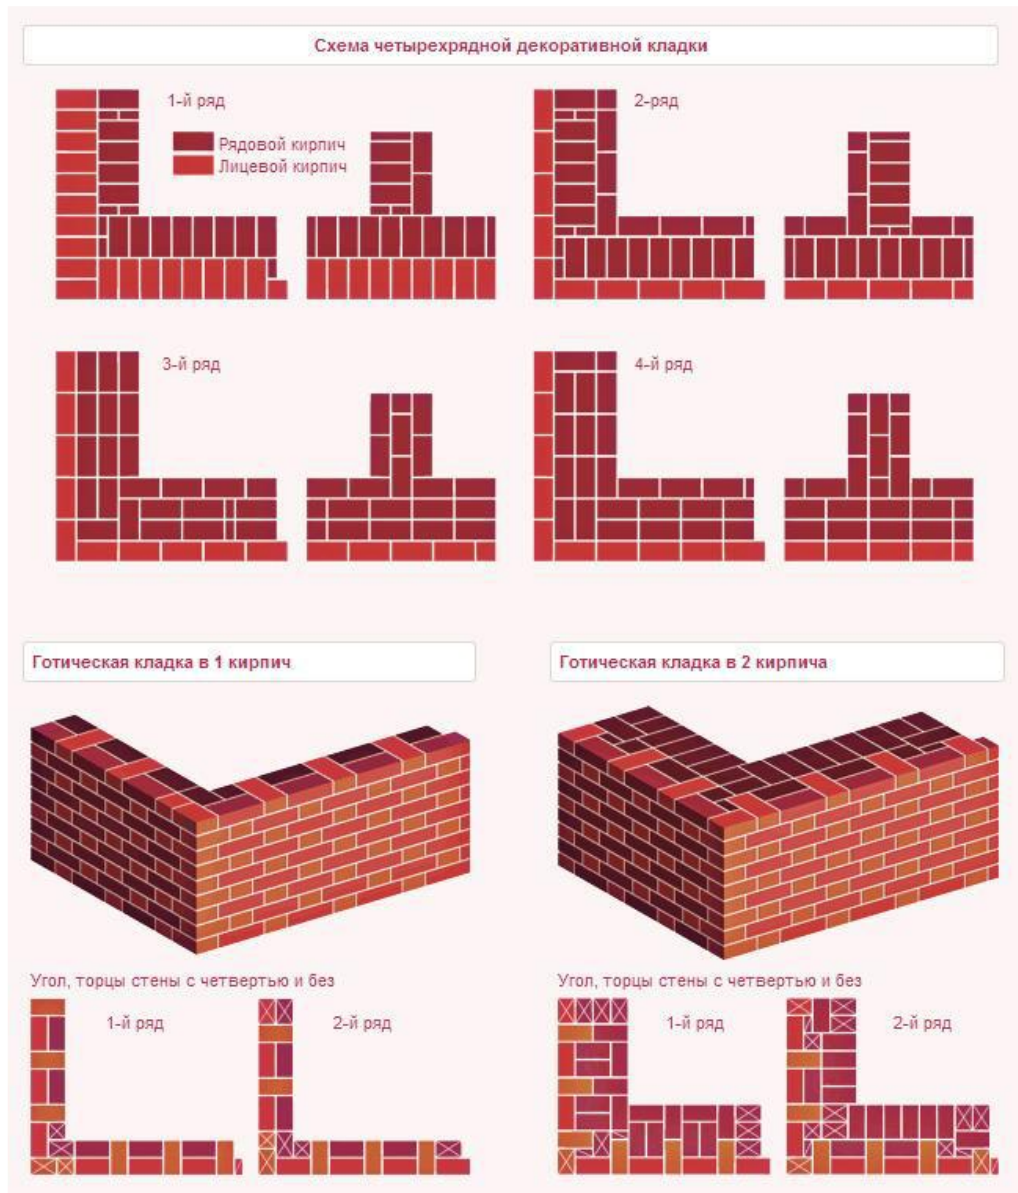 Схема четырехрядной декоративной кладки
1-й ряд
2-ряд
Рядовой кирпич
Лицевой кирпич
3-й ряд
4-й ряд
Готическая кладка в 1 кирпич
Готическая кладка в 2 кирпича
Угол, торцы стены с четвертью и без
Угол, торцы стены с четвертью и без
1-й ряд
2-й ряд
1-й ряд
2-й ряд